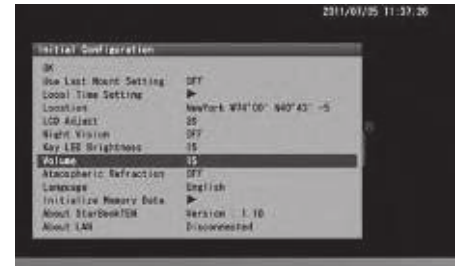 2011/07/25 11:37:26
Initial Configuration
OK
Use Last Mount Setting OFF
Local Time Setting ▶
Location NewYork W74°00' N40°43' -5
LCD Adjust
Night Vision OFF
Key LED Brightness 15
Volume 15
Atmospheric Refraction OFF
Language English
Initialize Memory Data ▶
About StarBookTEN Version : 1.10
About LAN Disconnected